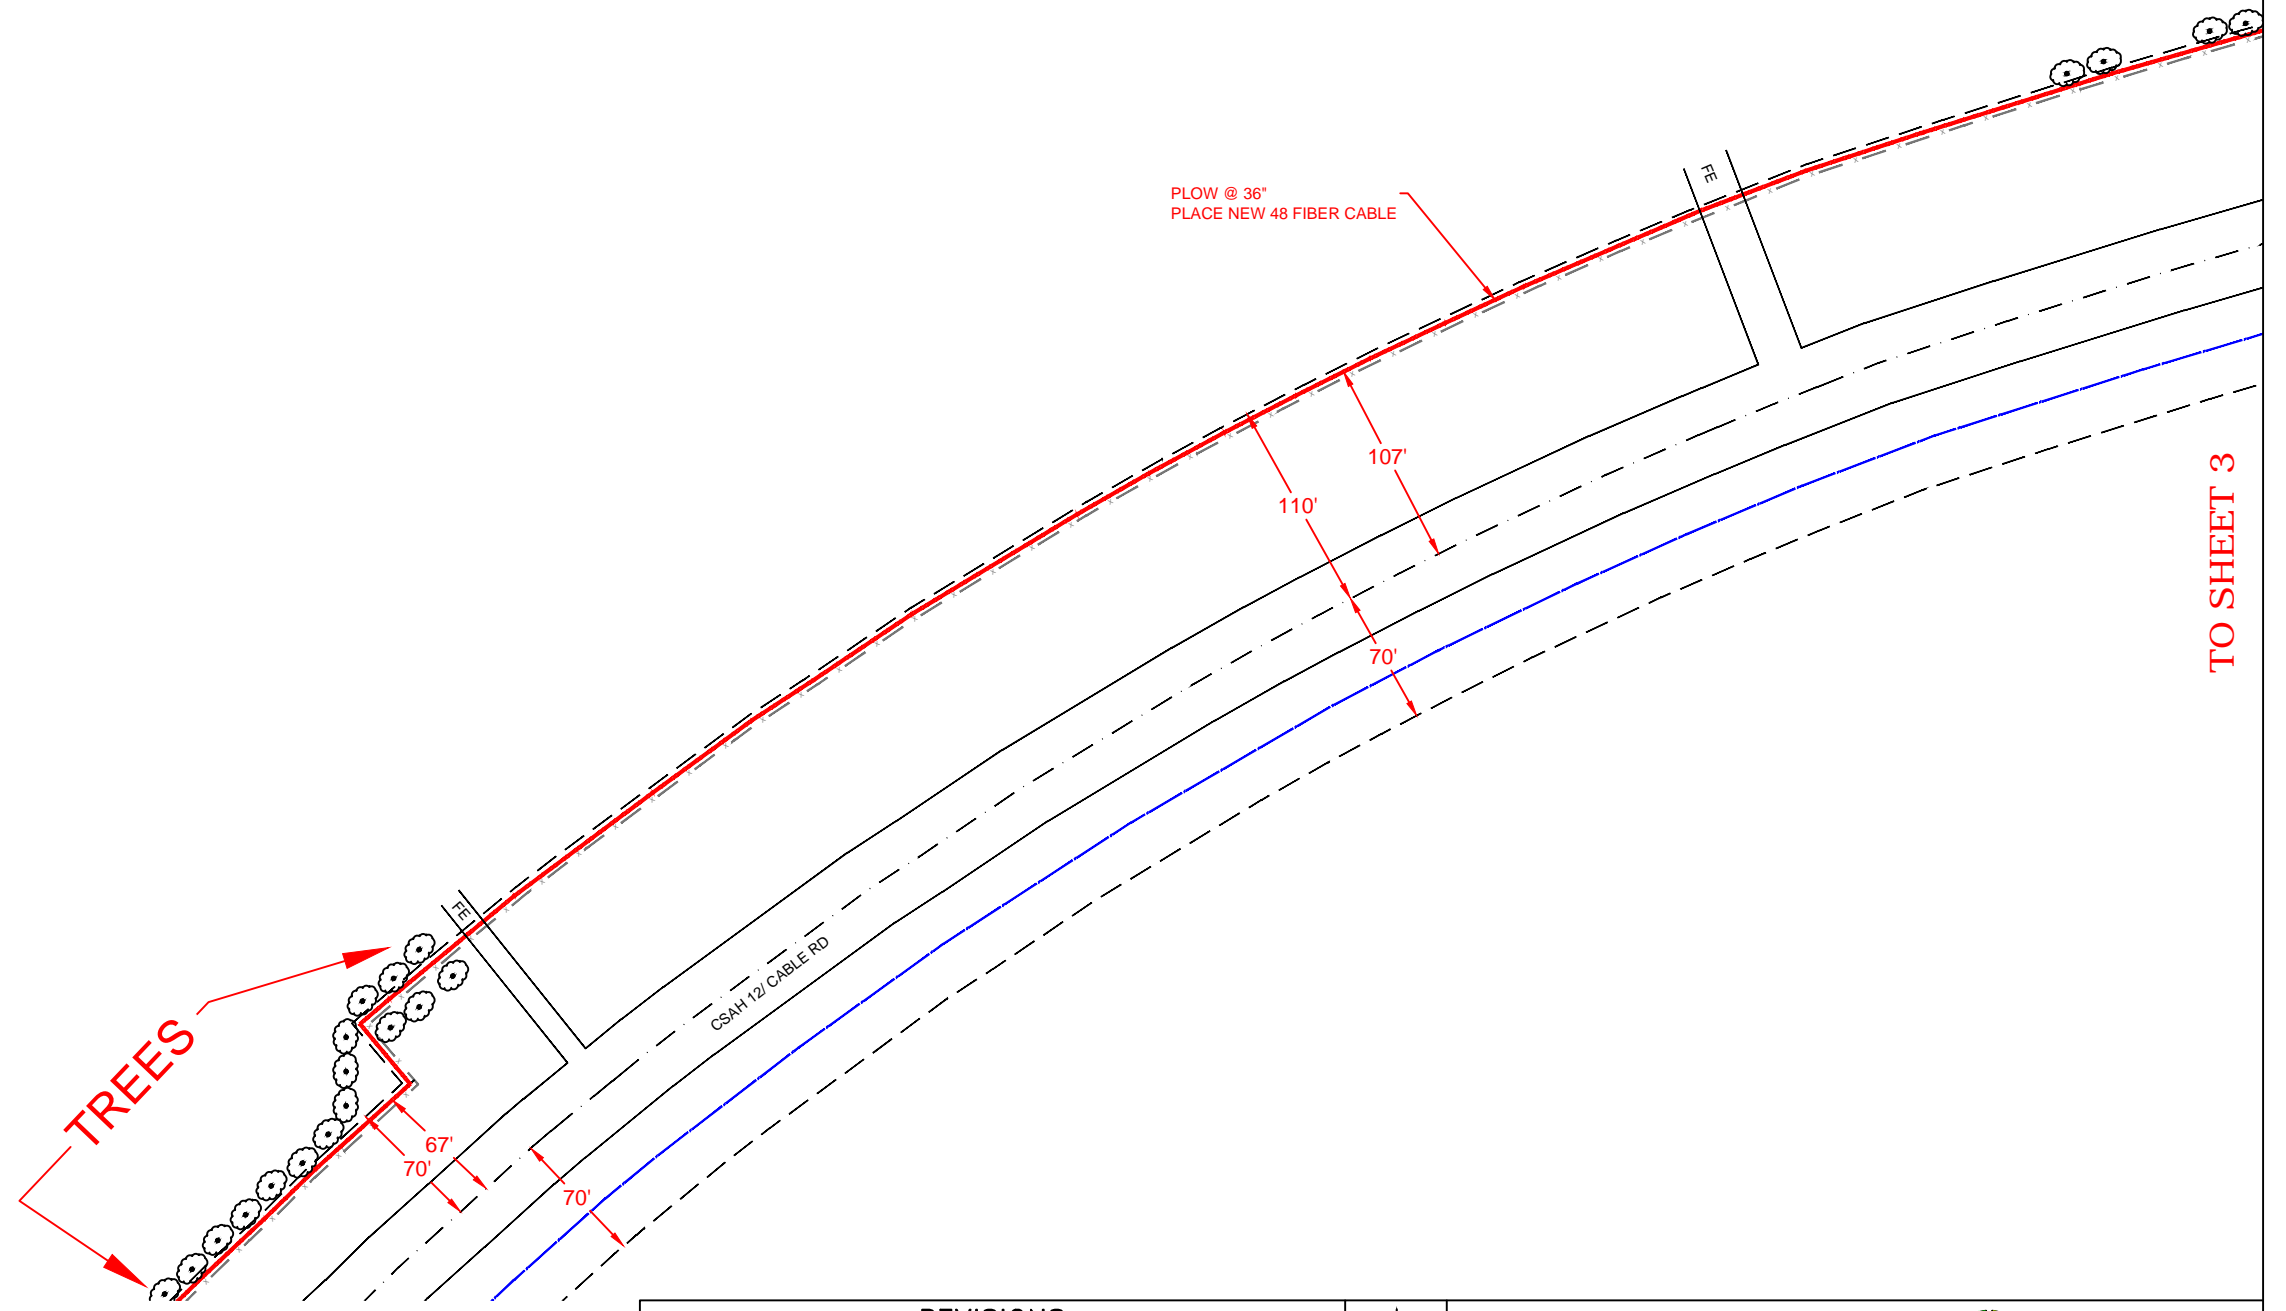 PLOW @ 36"
PLACE NEW 48 FIBER CABLE
FE
107'
110'
70'
TO SHEET 3
FE
CSAH 12/ CABLE RD
TREES
67'
70'
70'
REVISIONS